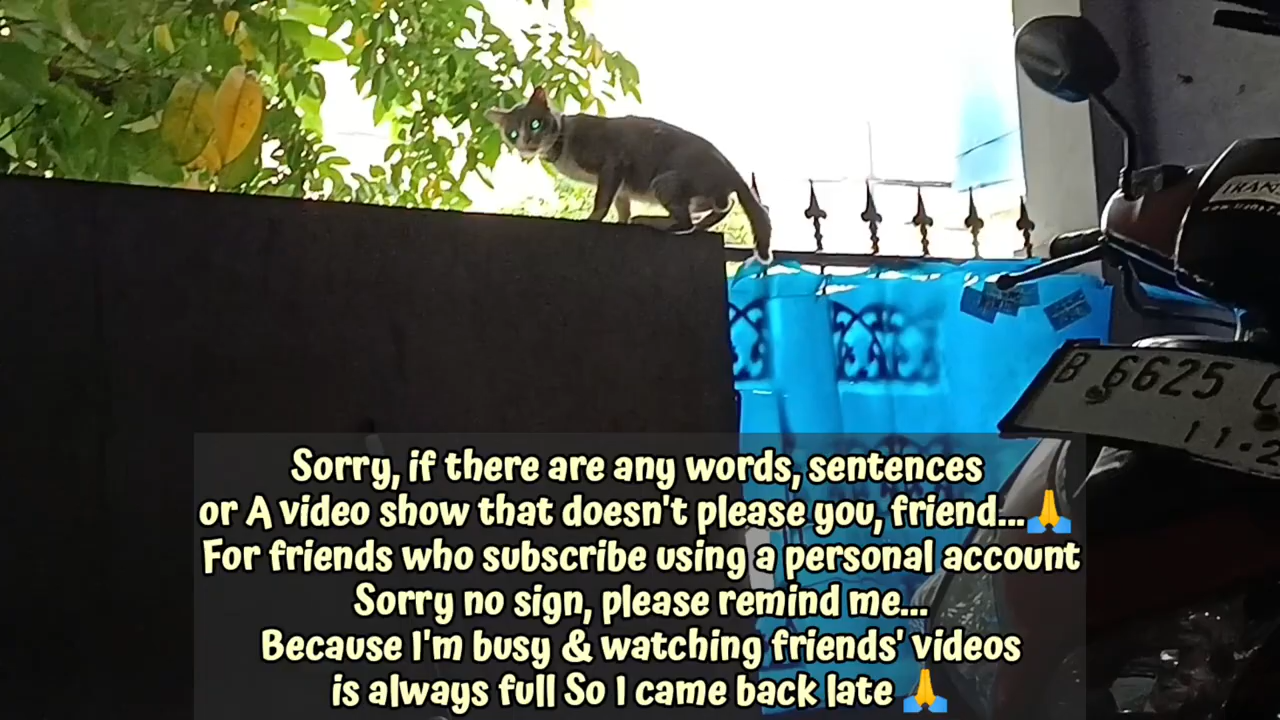 B 6625
11·2
Sorry, if there are any words, sentences
or A video show that doesn't please you, friend...🙏
For friends who subscribe using a personal account
Sorry no sign, please remind me...
Because I'm busy & watching friends' videos
is always full So I came back late 🙏